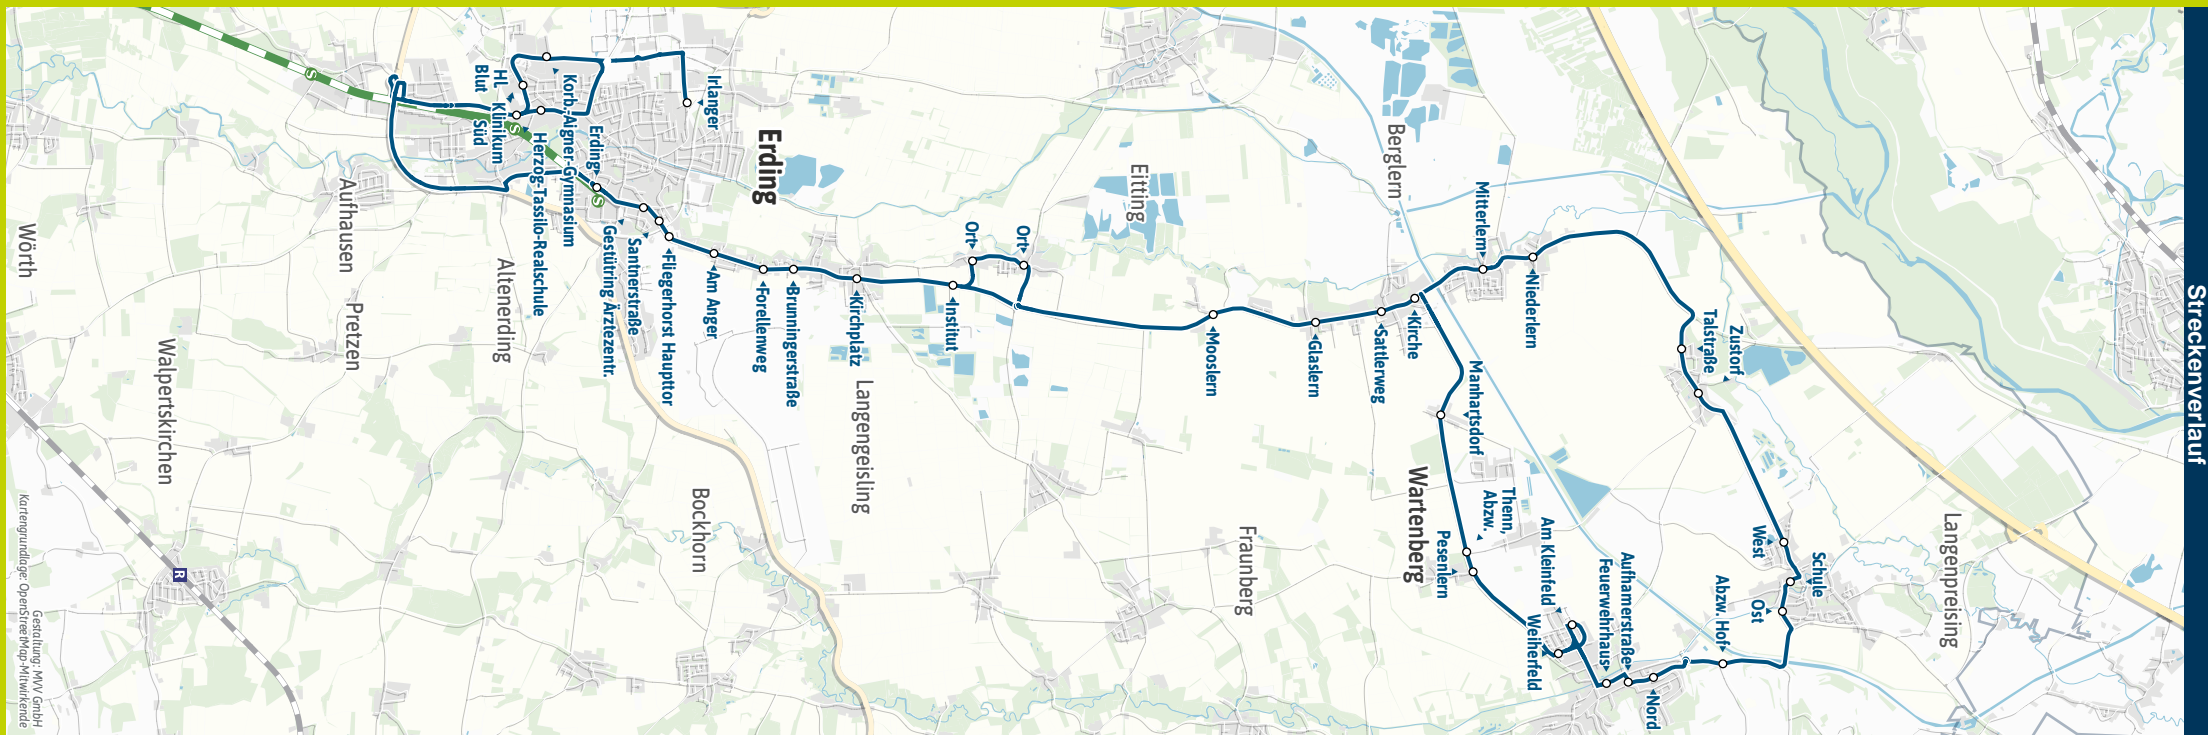 Streckenverlauf
Langenpreising
Schule
West
Ost
Abzw. Hof
Zustorf
Talstraße
Nord
Aufhamerstraße
Feuerwehrhaus
Am Kleinfeld
Weiherfeld
Niederlern
Mitterlern
Thenn,
Abzw.
Manhartsdorf
Pesenlern
Wartenberg
Berglern
Kirche
Sattlerweg
Glaslern
Mooslern
Fraunberg
Eitting
Ort
Ort
Institut
Langengeisling
Kirchplatz
Brunningerstraße
Forellenweg
Am Anger
Erding
Irlanger
Fliegerhorst Haupttor
Santnerstraße
Gestütring Ärztezentr.
Erding
S
Korb.-Aigner-Gymnasium
Herzog-Tassilo-Realschule
S
HL
Blut
Klinikum
Süd
S
Bockhorn
Altenerding
Aufhausen
Pretzen
Walpertskirchen
R
Wörth
Gestaltung: MVV GmbH
Kartengrundlage: OpenStreetMap-Mitwirkende